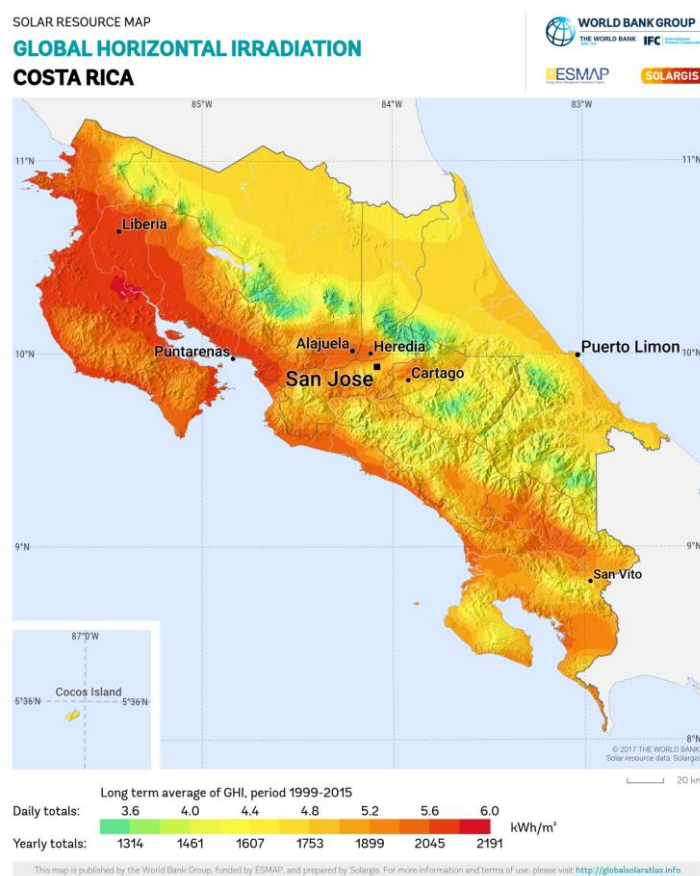 SOLAR RESOURCE MAP
GLOBAL HORIZONTAL IRRADIATION
COSTA RICA
WORLD BANK GROUP
THE WORLD BANK
IFC
ESMAP
SOLARGIS
85°W 84°W 83°W
11°N 11°N
Liberia
10°N Puntarenas Alajuela Heredia Puerto Limon 10°N
San Jose Cartago
9°N 9°N
San Vito
87°0'W
Cocos Island
5°36'N 5°36'N
8°N
© 2017 THE WORLD BANK
Solar resource data: Solargis
20 km
Long term average of GHI, period 1999-2015
Daily totals: 3.6 4.0 4.4 4.8 5.2 5.6 6.0
kWh/m²
Yearly totals: 1314 1461 1607 1753 1899 2045 2191
This map is published by the World Bank Group, funded by ESMAP, and prepared by Solargis. For more information and terms of use, please visit http://globalsolaratlas.info.